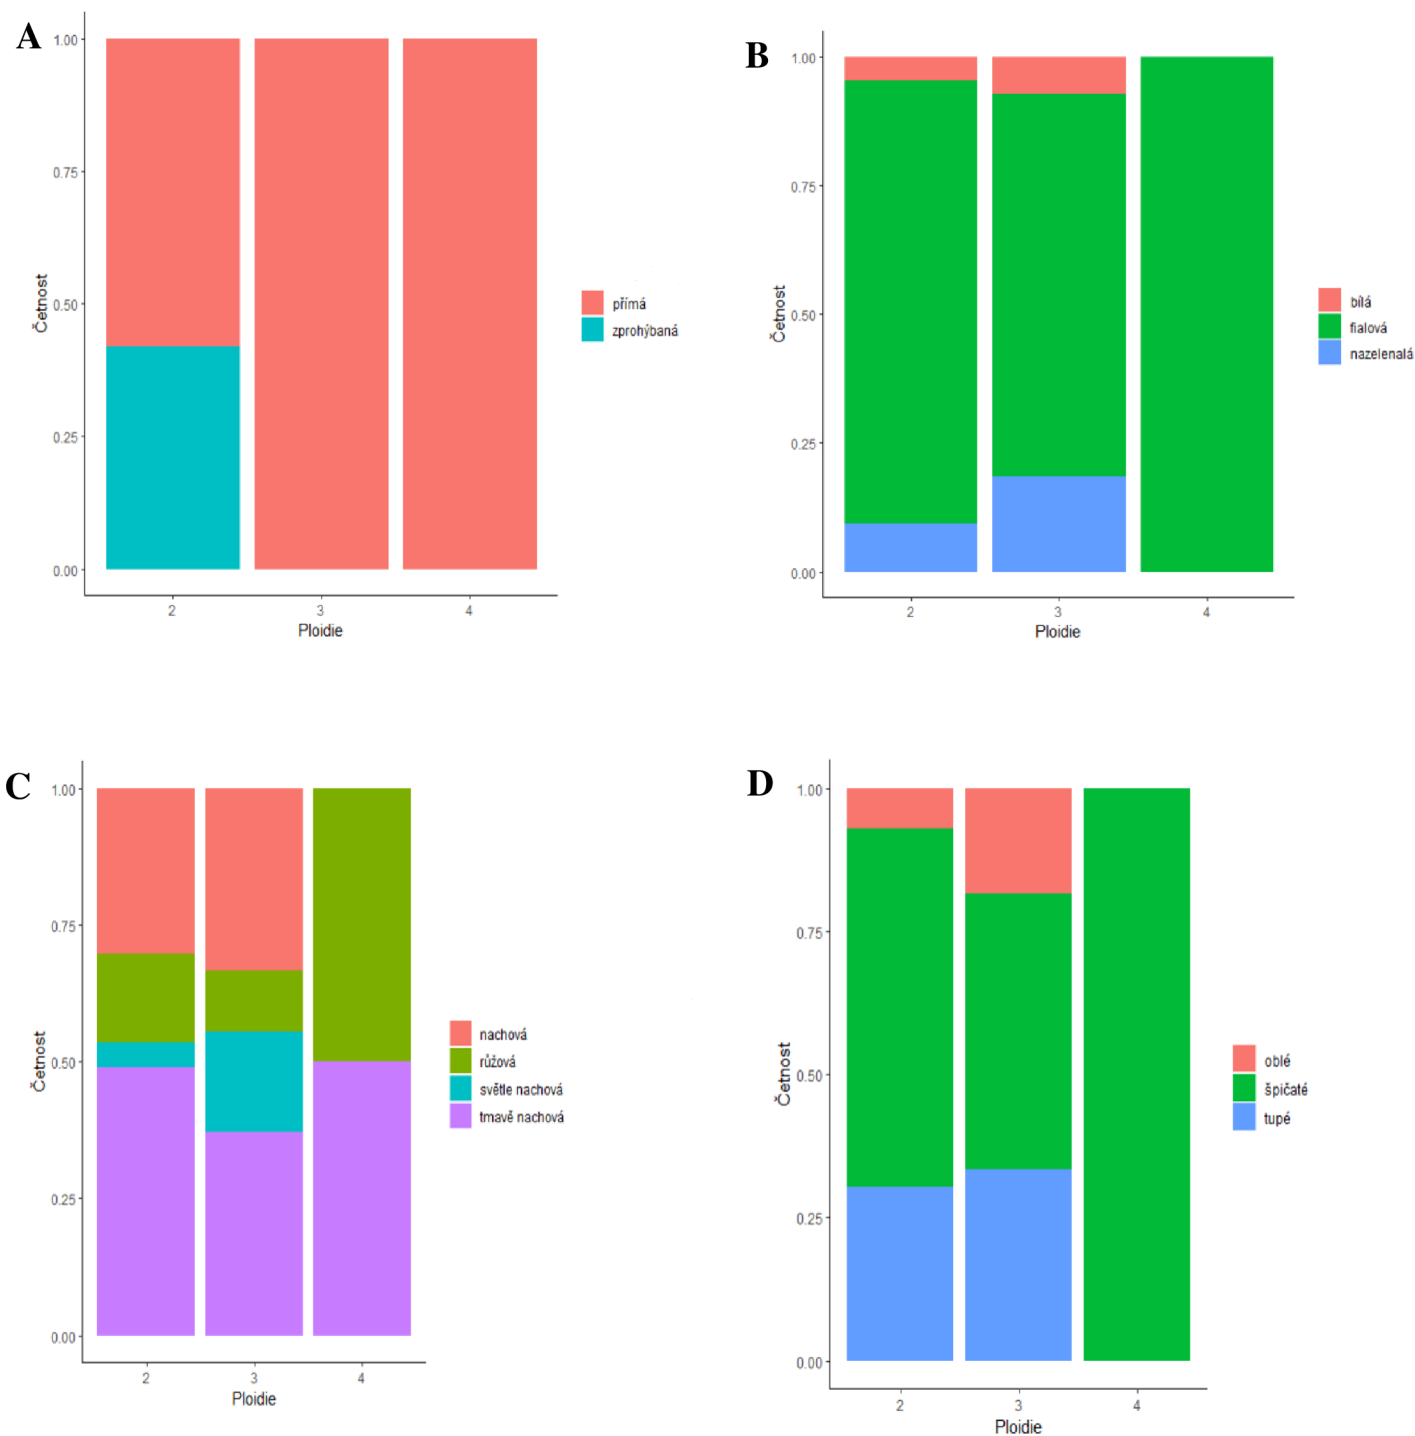 A
1.00
0.75
0.50
0.25
0.00
Četnost
2 3 4
Ploidie
přímá
zprohýbaná
B
1.00
0.75
0.50
0.25
0.00
Četnost
2 3 4
Ploidie
bílá
fialová
nazelenalá
C
1.00
0.75
0.50
0.25
0.00
Četnost
2 3 4
Ploidie
nachová
růžová
světle nachová
tmavě nachová
D
1.00
0.75
0.50
0.25
0.00
Četnost
2 3 4
Ploidie
oblé
špičaté
tupé